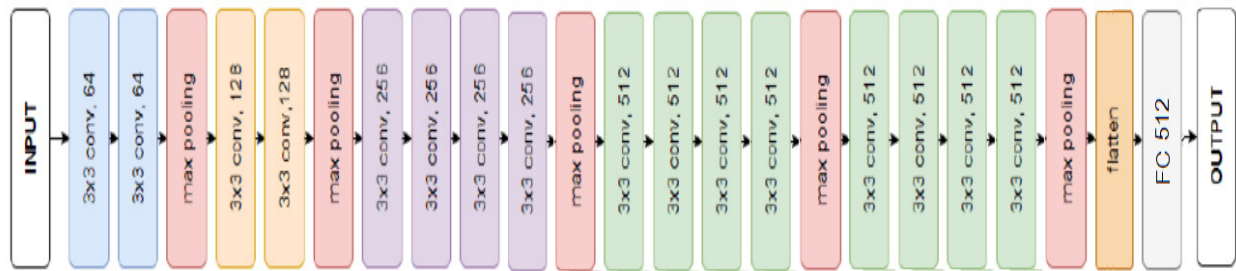 INPUT
3x3 conv, 64
3x3 conv, 64
max pooling
3x3 conv, 128
3x3 conv,128
max pooling
3x3 conv, 256
3x3 conv, 256
3x3 conv, 256
3x3 conv, 256
max pooling
3x3 conv, 512
3x3 conv, 512
3x3 conv, 512
3x3 conv, 512
max pooling
3x3 conv, 512
3x3 conv, 512
3x3 conv, 512
3x3 conv, 512
max pooling
flatten
FC 512
OUTPUT